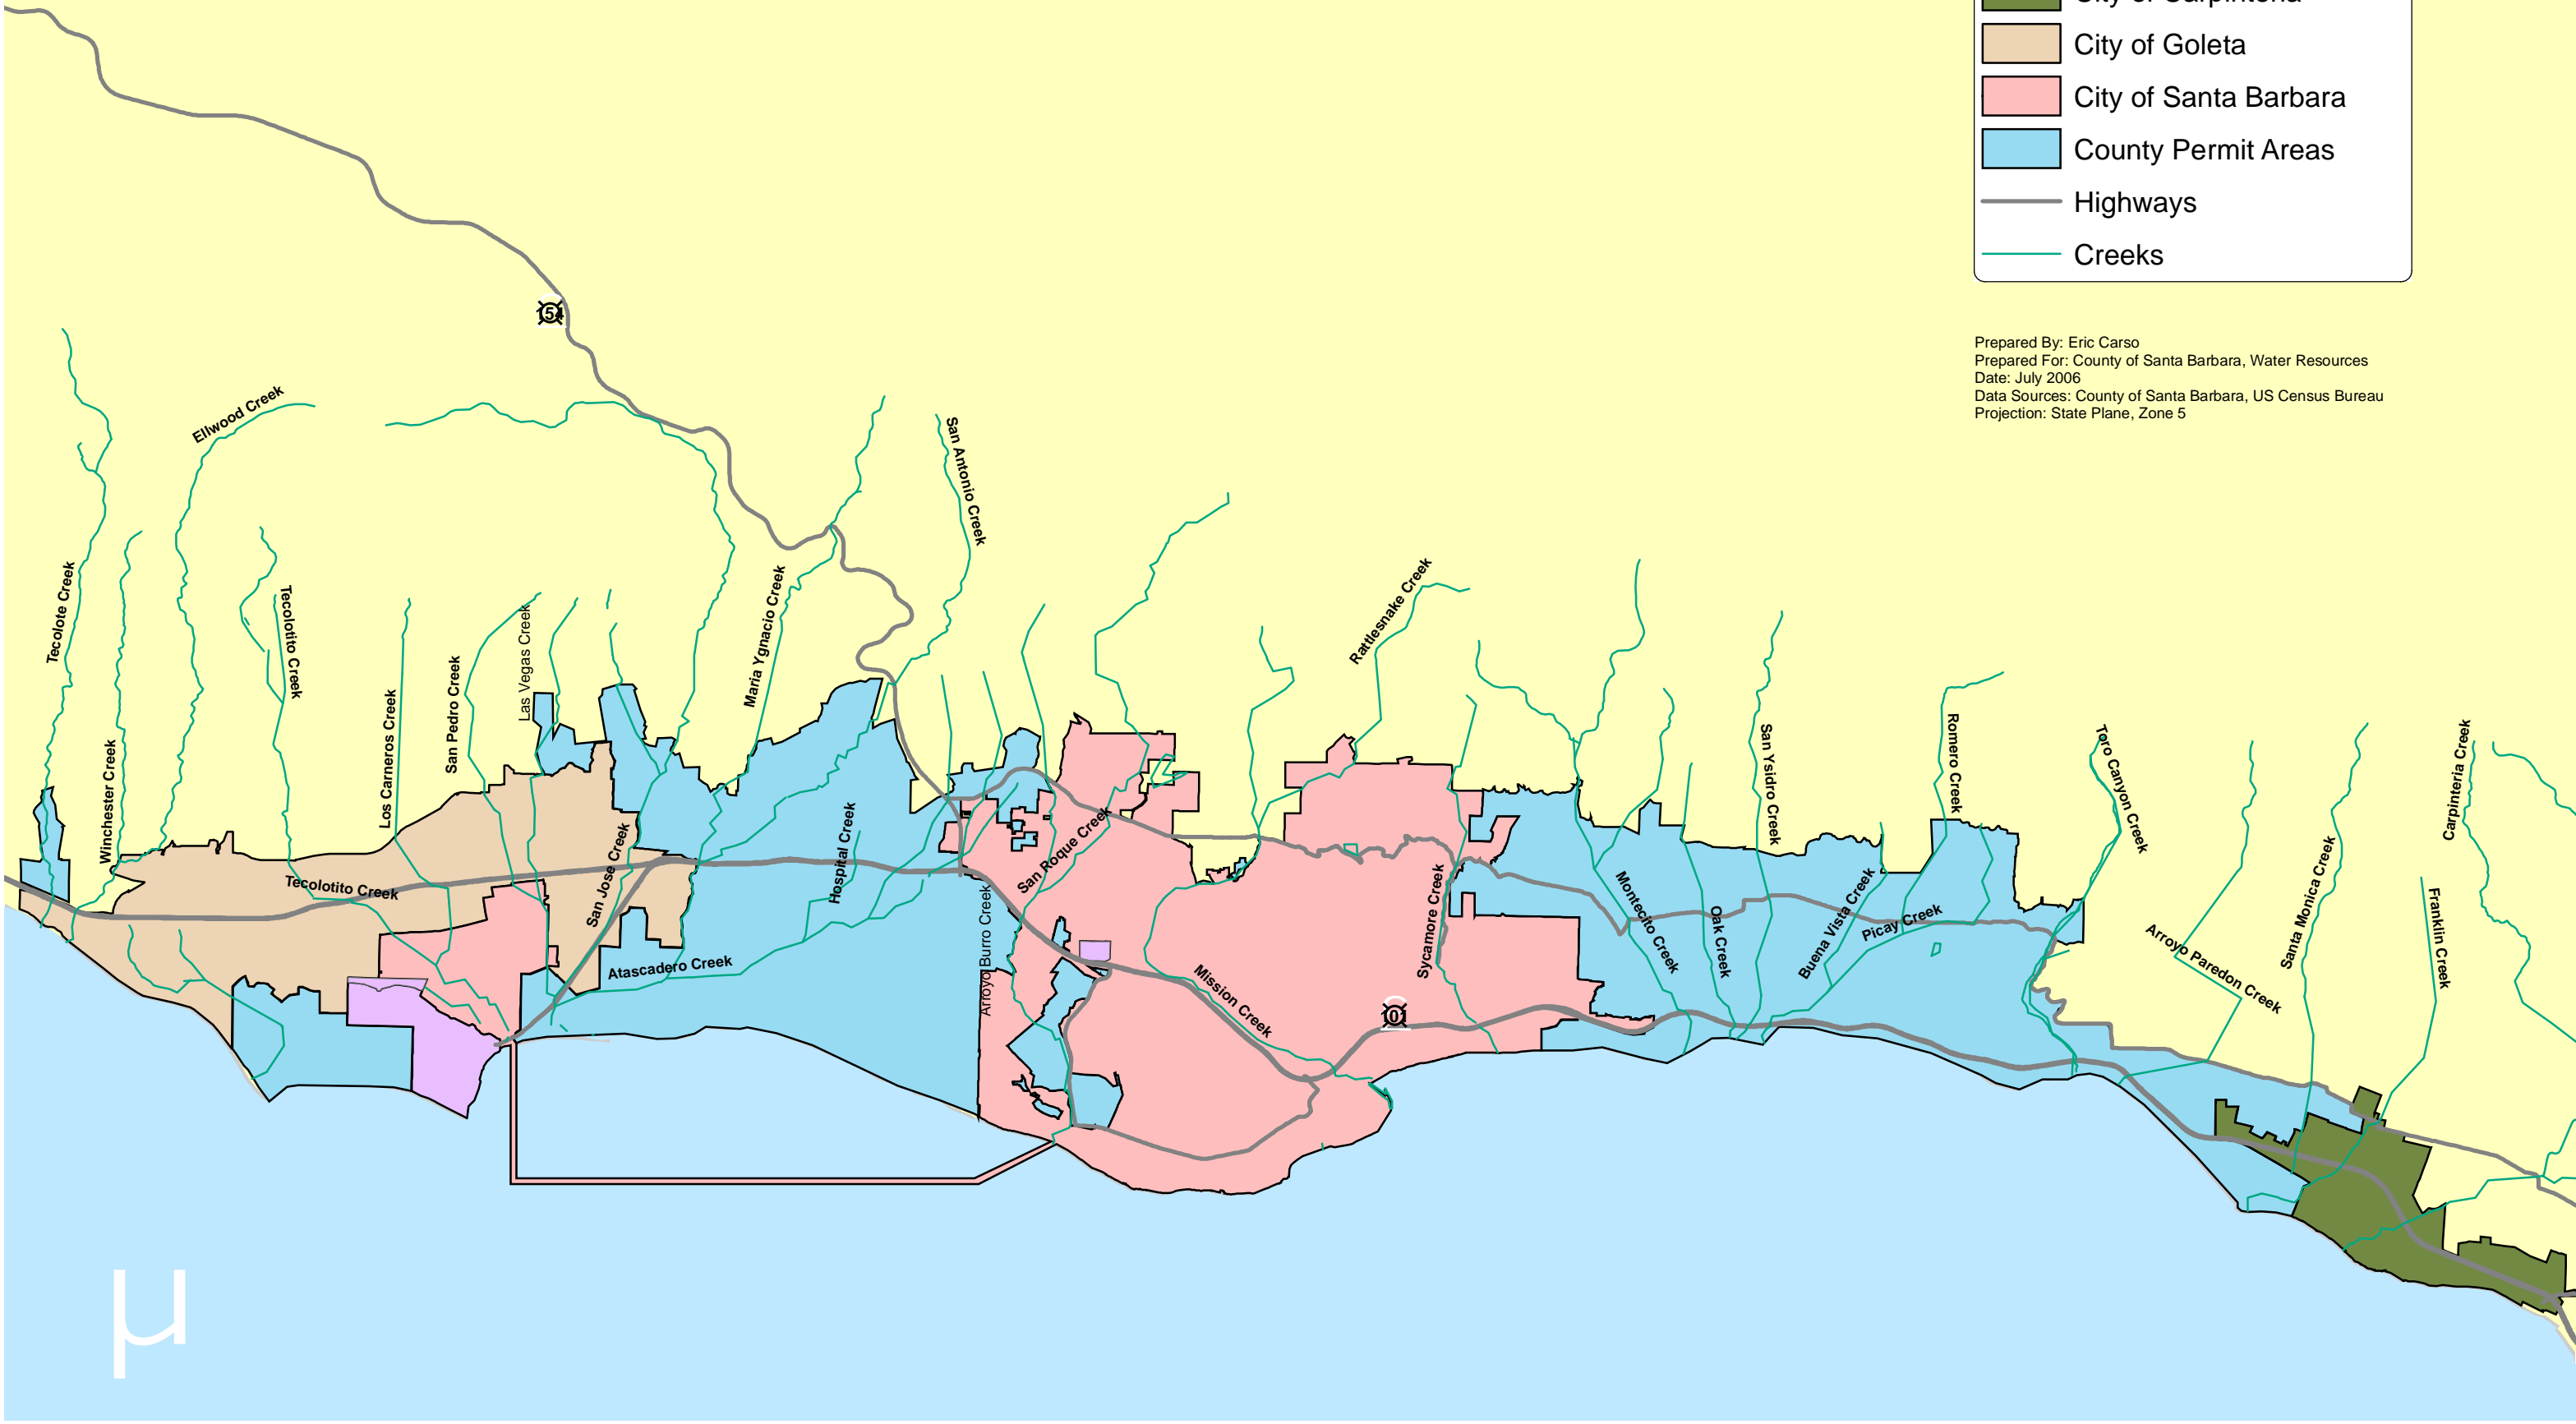 City of Carpinteria
City of Goleta
City of Santa Barbara
County Permit Areas
Highways
Creeks
Prepared By: Eric Carso
Prepared For: County of Santa Barbara, Water Resources
Date: July 2006
Data Sources: County of Santa Barbara, US Census Bureau
Projection: State Plane, Zone 5
154
Ellwood Creek
San Antonio Creek
Tecolote Creek
Tecolotito Creek
Maria Ygnacio Creek
Rattlesnake Creek
Las Vegas Creek
San Pedro Creek
Los Carneros Creek
Winchester Creek
San Ysidro Creek
Romero Creek
Toro Canyon Creek
Carpinteria Creek
Hospital Creek
San Roque Creek
San Jose Creek
Tecolotito Creek
Arroyo Burro Creek
Sycamore Creek
Montecito Creek
Oak Creek
Buena Vista Creek
Picay Creek
Santa Monica Creek
Franklin Creek
Arroyo Paredon Creek
Atascadero Creek
Mission Creek
101
µ